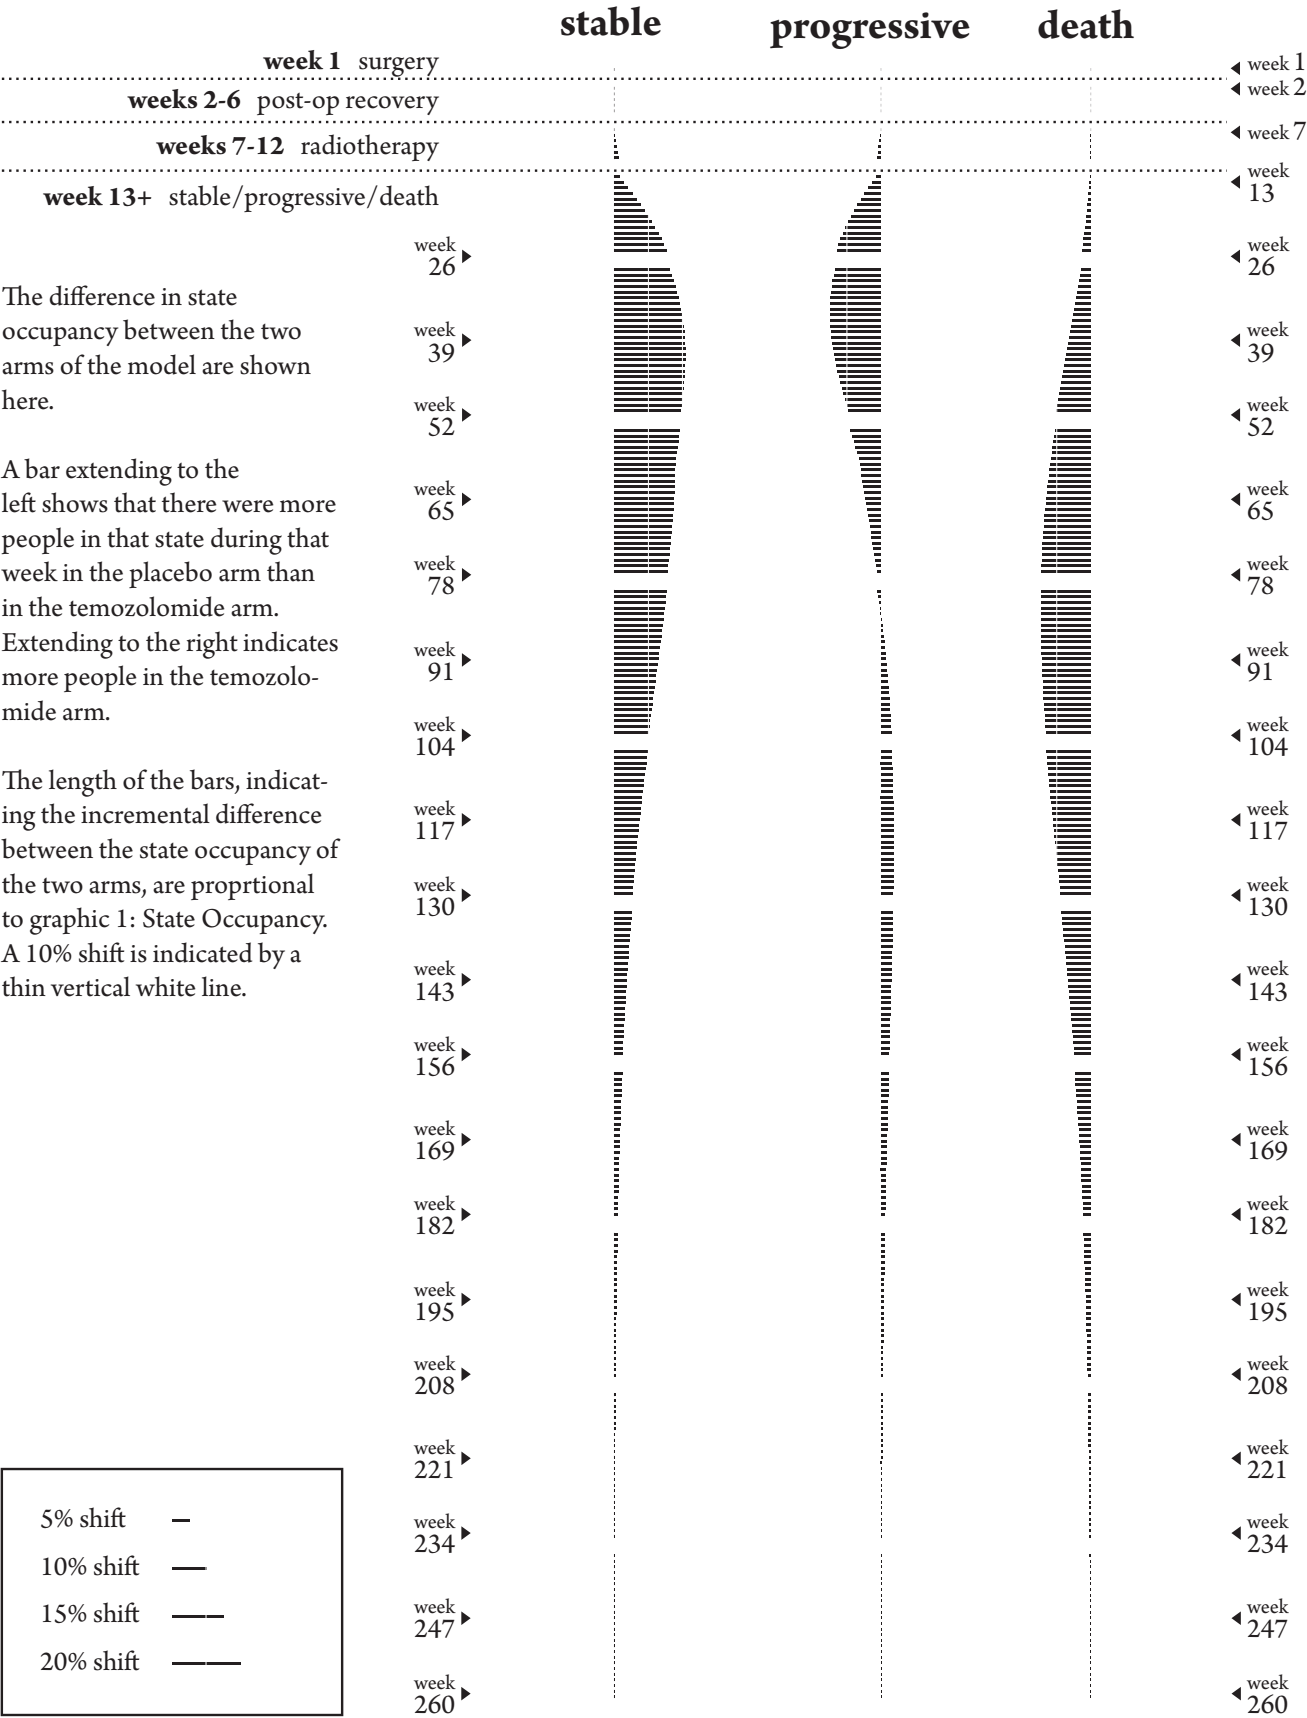 stable progressive death
week 1 surgery
week 1
weeks 2-6 post-op recovery
week 2
weeks 7-12 radiotherapy
week 7
week 13+ stable/progressive/death
week
13
week
26
week
26
The difference in state
occupancy between the two
arms of the model are shown
here.
week
39
week
39
week
52
week
52
A bar extending to the
left shows that there were more
people in that state during that
week in the placebo arm than
in the temozolomide arm.
Extending to the right indicates
more people in the temozolo-
mide arm.
week
65
week
65
week
78
week
78
week
91
week
91
week
104
week
104
The length of the bars, indicat-
ing the incremental difference
between the state occupancy of
the two arms, are proprtional
to graphic 1: State Occupancy.
A 10% shift is indicated by a
thin vertical white line.
week
117
week
117
week
130
week
130
week
143
week
143
week
156
week
156
week
169
week
169
week
182
week
182
week
195
week
195
week
208
week
208
week
221
week
221
week
234
week
234
week
247
week
247
week
260
week
260
5% shift
10% shift
15% shift
20% shift